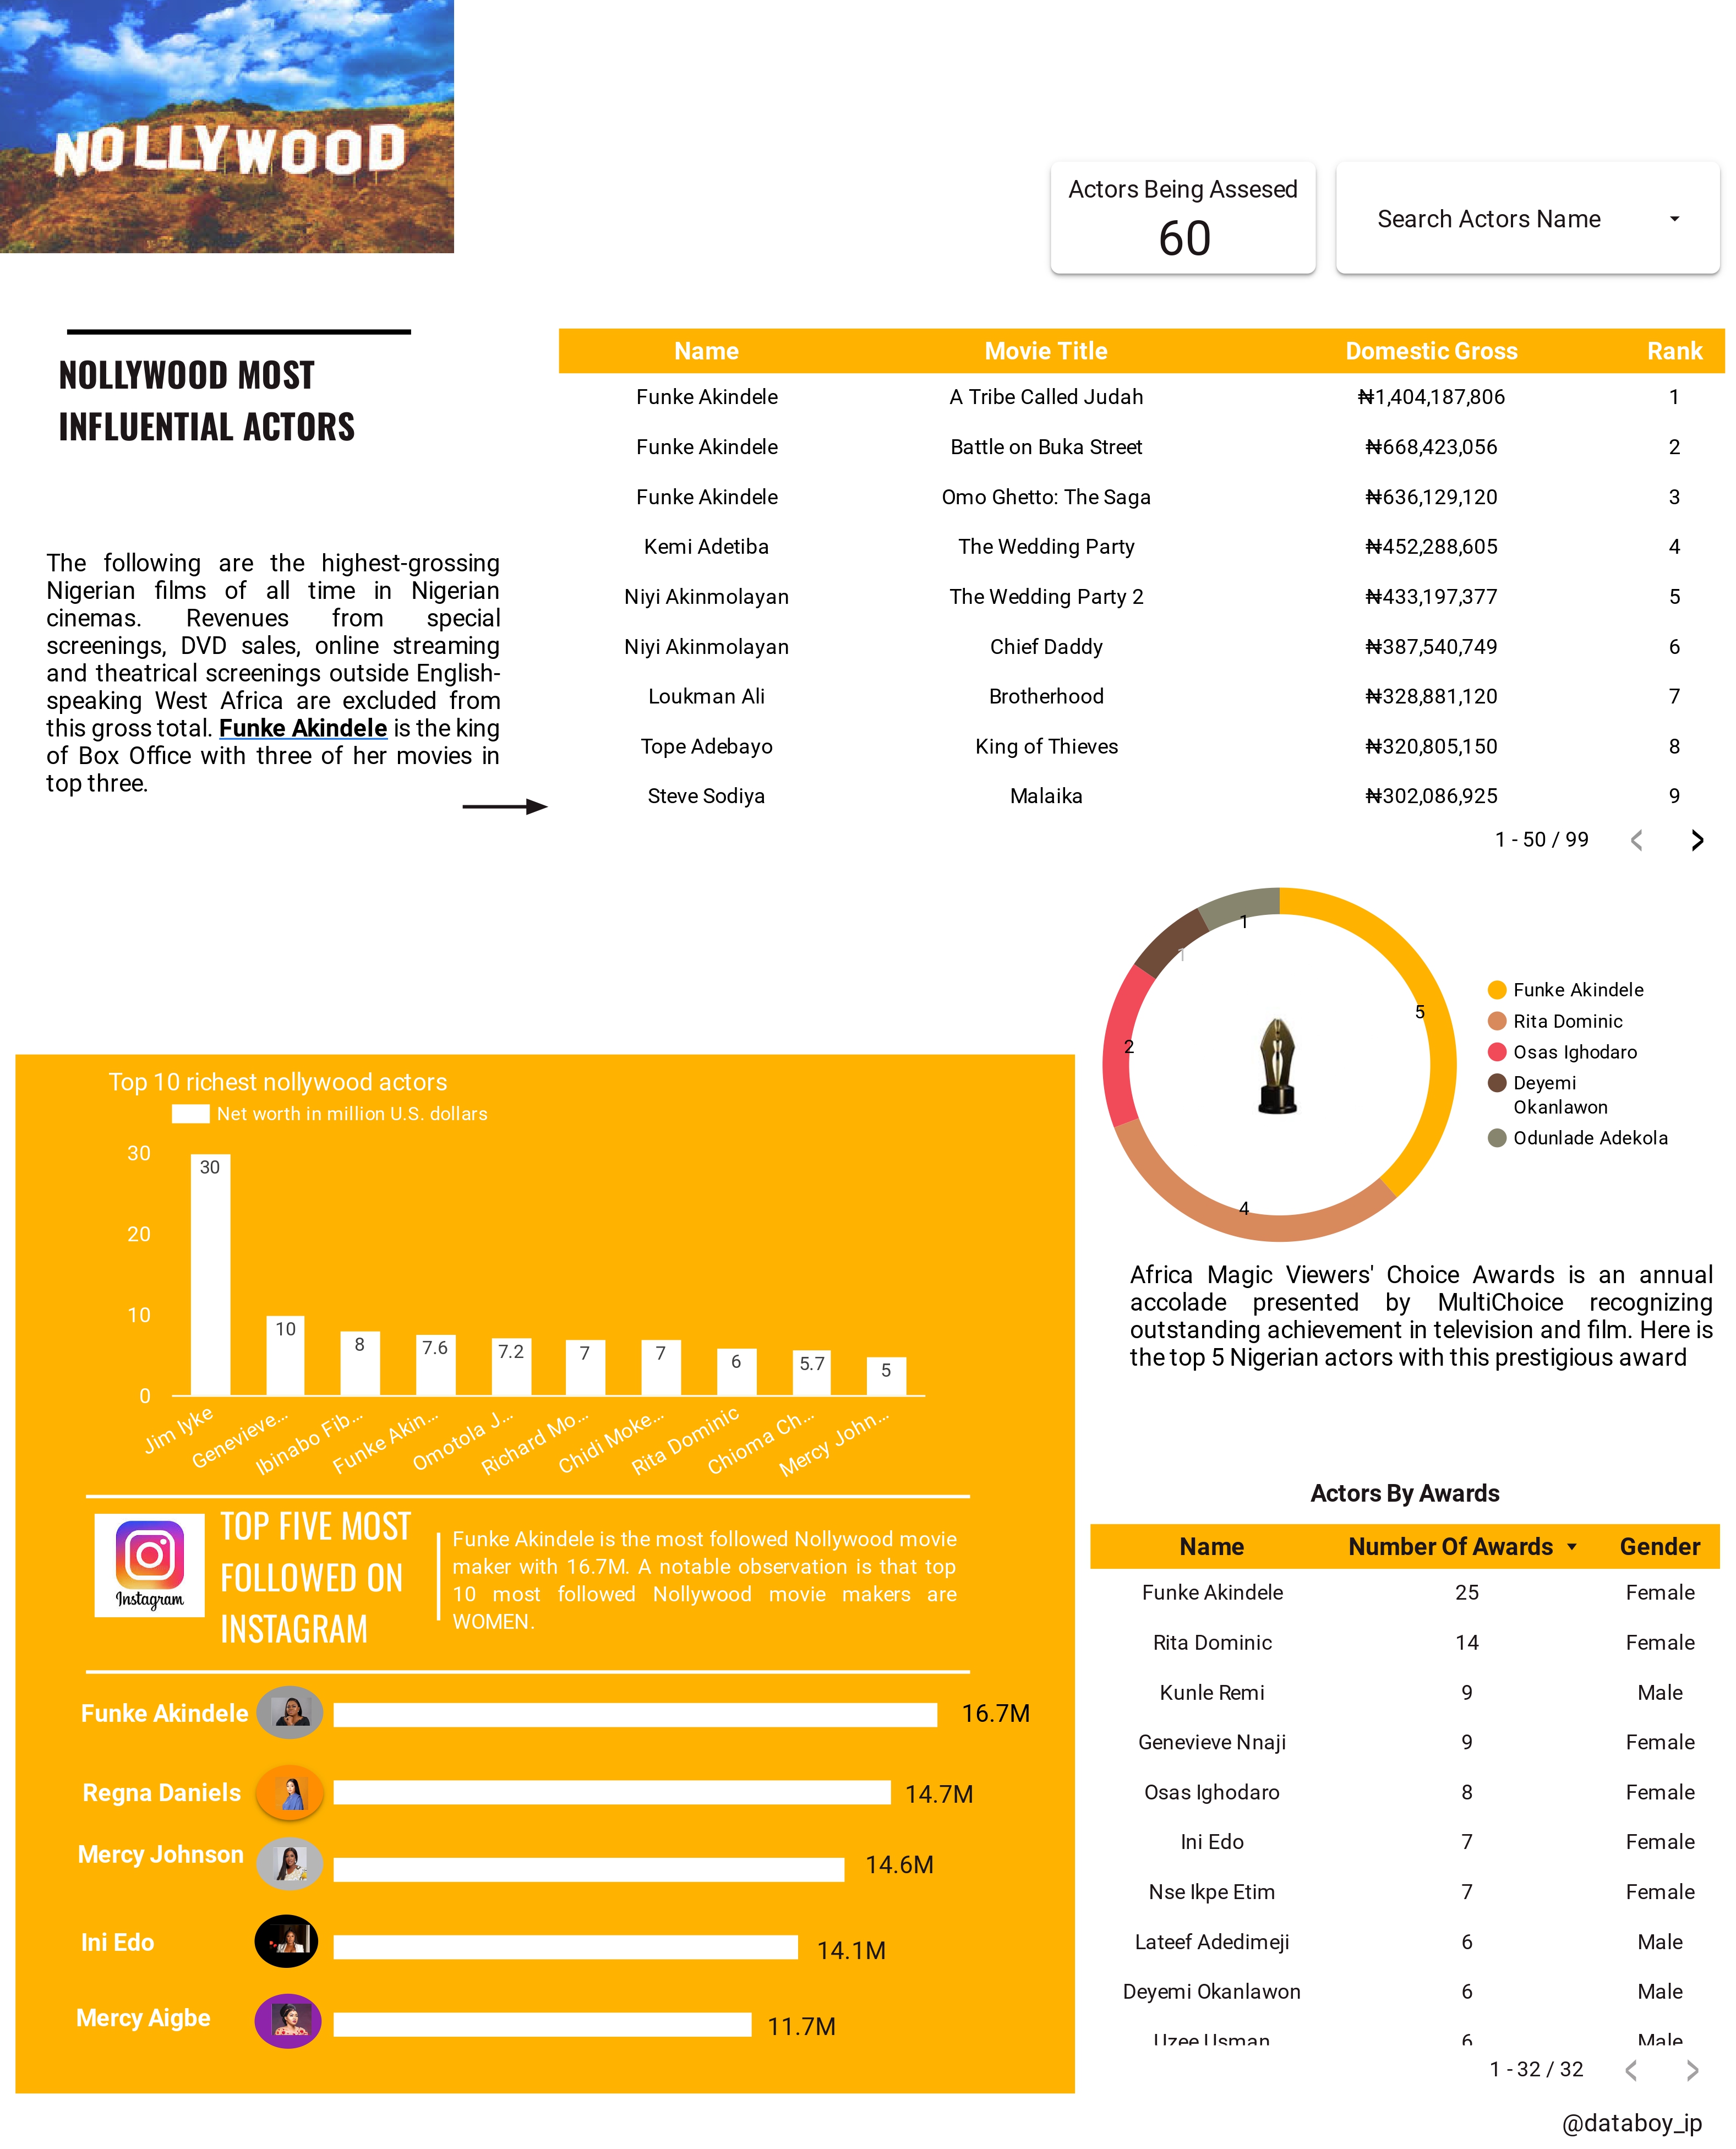 NOLLYWOOD
Actors Being Assesed
60
Search Actors Name
NOLLYWOOD MOST
INFLUENTIAL ACTORS
The following are the highest-grossing
Nigerian films of all time in Nigerian
cinemas. Revenues from special
screenings, DVD sales, online streaming
and theatrical screenings outside English-
speaking West Africa are excluded from
this gross total. Funke Akindele is the king
of Box Office with three of her movies in
top three.
Name Movie Title Domestic Gross Rank
Funke Akindele A Tribe Called Judah ₦1,404,187,806 1
Funke Akindele Battle on Buka Street ₦668,423,056 2
Funke Akindele Omo Ghetto: The Saga ₦636,129,120 3
Kemi Adetiba The Wedding Party ₦452,288,605 4
Niyi Akinmolayan The Wedding Party 2 ₦433,197,377 5
Niyi Akinmolayan Chief Daddy ₦387,540,749 6
Loukman Ali Brotherhood ₦328,881,120 7
Tope Adebayo King of Thieves ₦320,805,150 8
Steve Sodiya Malaika ₦302,086,925 9
1 - 50 / 99
1
1
5
2
4
Funke Akindele
Rita Dominic
Osas Ighodaro
Deyemi
Okanlawon
Odunlade Adekola
Africa Magic Viewers' Choice Awards is an annual
accolade presented by MultiChoice recognizing
outstanding achievement in television and film. Here is
the top 5 Nigerian actors with this prestigious award
Top 10 richest nollywood actors
Net worth in million U.S. dollars
30
20
10
0
30 10 8 7.6 7.2 7 7 6 5.7 5
Jim Iyke
Genevieve...
Ibinabo Fib...
Funke Akin...
Omotola J...
Richard Mo...
Chidi Moke...
Rita Dominic
Chioma Ch...
Mercy John...
Instagram
TOP FIVE MOST
FOLLOWED ON
INSTAGRAM
Funke Akindele is the most followed Nollywood movie
maker with 16.7M. A notable observation is that top
10 most followed Nollywood movie makers are
WOMEN.
Funke Akindele 16.7M
Regna Daniels 14.7M
Mercy Johnson 14.6M
Ini Edo 14.1M
Mercy Aigbe 11.7M
Actors By Awards
Name Number Of Awards Gender
Funke Akindele 25 Female
Rita Dominic 14 Female
Kunle Remi 9 Male
Genevieve Nnaji 9 Female
Osas Ighodaro 8 Female
Ini Edo 7 Female
Nse Ikpe Etim 7 Female
Lateef Adedimeji 6 Male
Deyemi Okanlawon 6 Male
Uzee Usman 6 Male
1 - 32 / 32
@databoy_ip